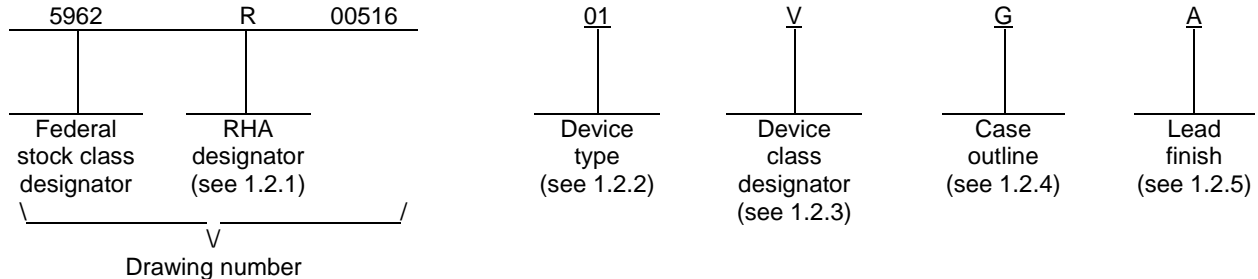 5962 R 00516 01 V G A
Federal stock class designator
RHA designator (see 1.2.1)
Device type (see 1.2.2)
Device class designator (see 1.2.3)
Case outline (see 1.2.4)
Lead finish (see 1.2.5)
Drawing number